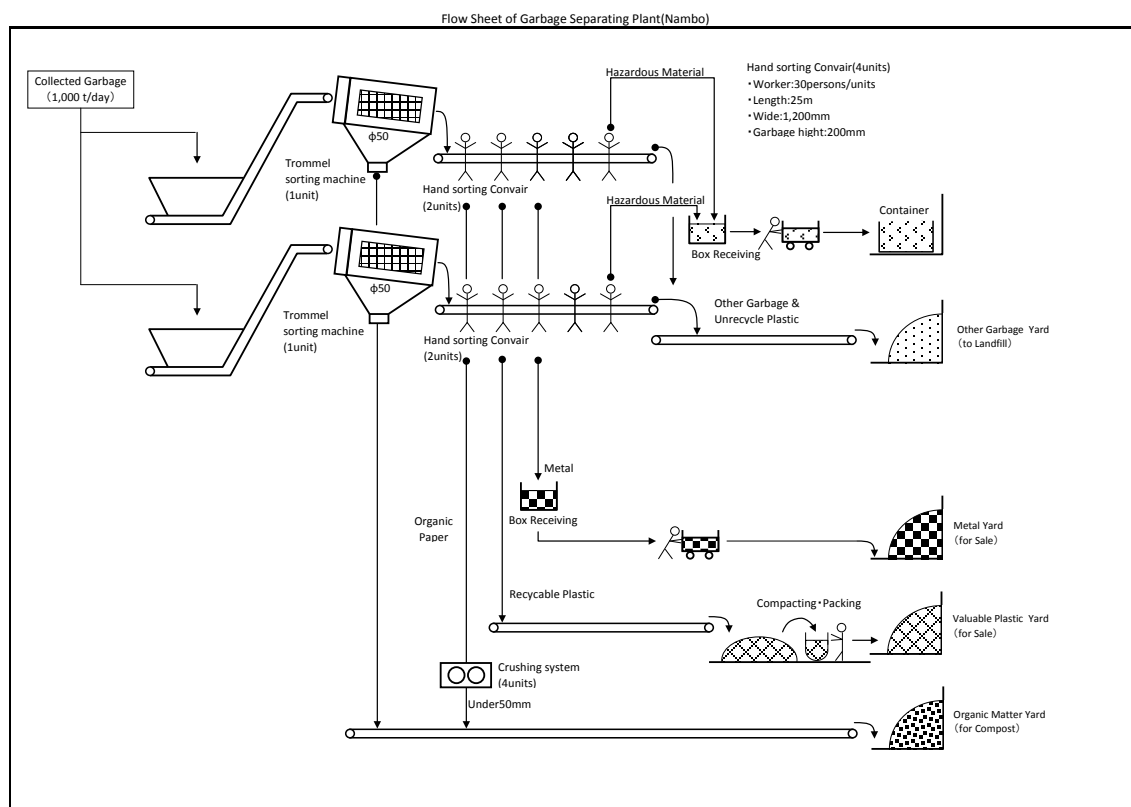 Flow Sheet of Garbage Separating Plant(Nambo)
Collected Garbage
(1,000 t/day)
Hazardous Material
Hand sorting Convair(4units)
・Worker:30persons/units
・Length:25m
・Wide:1,200mm
・Garbage hight:200mm
ϕ50
Trommel
sorting machine
(1unit)
Hand sorting Convair
(2units)
Hazardous Material
Container
Box Receiving
ϕ50
Trommel
sorting machine
(1unit)
Hand sorting Convair
(2units)
Other Garbage &
Unrecycle Plastic
Other Garbage Yard
(to Landfill)
Metal
Box Receiving
Organic
Paper
Metal Yard
(for Sale)
Recycable Plastic
Compacting・Packing
Valuable Plastic Yard
(for Sale)
Crushing system
(4units)
Under50mm
Organic Matter Yard
(for Compost)